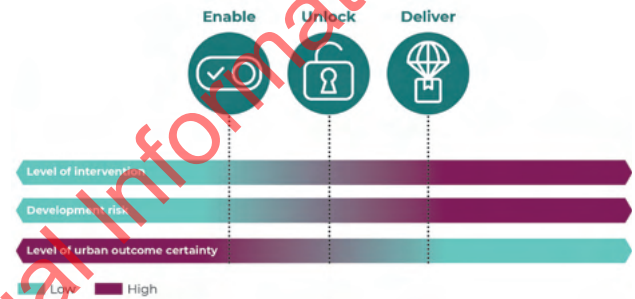 Enable Unlock Deliver
Level of intervention
Development risk
Level of urban outcome certainty
Low High